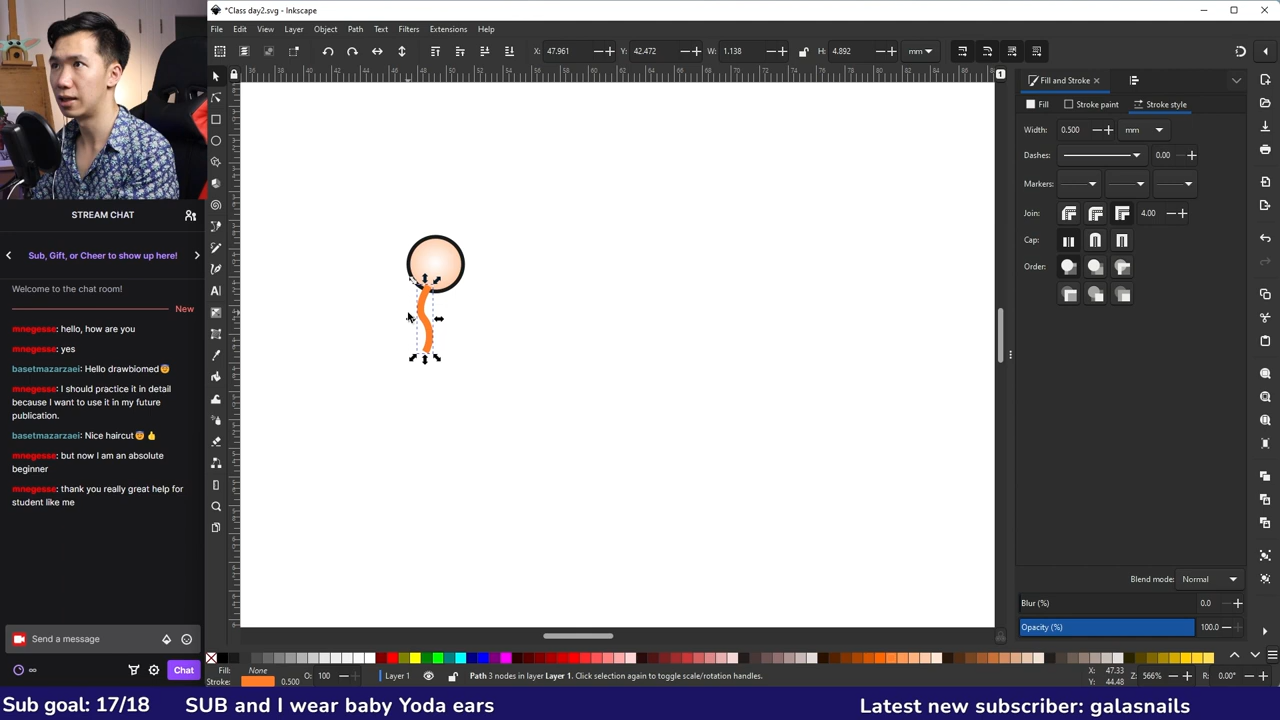 *Class day2.svg - Inkscape
File Edit View Layer Object Path Text Filters Extensions Help
X: 47.961 Y: 42.472 W: 1.138 H: 4.892 mm
Fill and Stroke
Fill Stroke paint Stroke style
Width: 0.500 mm
Dashes: 0.00
Markers:
Join: 4.00
Cap:
Order:
Blend mode: Normal
Blur (%) 0.0
Opacity (%) 100.0
STREAM CHAT
Sub, Gift, or Cheer to show up here!
Welcome to the chat room!
New
mnegesse: hello, how are you
mnegesse: yes
basetmazarzaei: Hello drawbiomed
mnegesse: I should practice it in detail
because I want to use it in my future
publication.
basetmazarzaei: Nice haircut
mnegesse: but now I am an absolute
beginner
mnegesse: thank you really great help for
student like me
Send a message
Chat
Fill: None
Stroke: 0.500 O: 100 Layer 1 Path 3 nodes in layer Layer 1. Click selection again to toggle scale/rotation handles.
X: 47.33
Y: 44.48
Z: 566% R: 0.00°
Sub goal: 17/18 SUB and I wear baby Yoda ears Latest new subscriber: galasnails